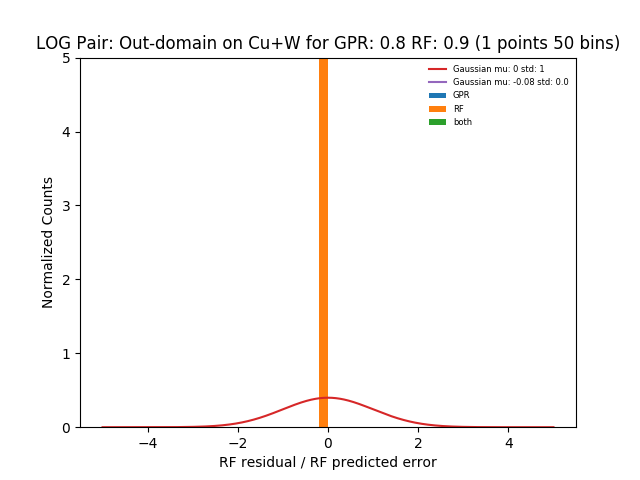 LOG Pair: Out-domain on Cu+W for GPR: 0.8 RF: 0.9 (1 points 50 bins)
Gaussian mu: 0 std: 1
Gaussian mu: -0.08 std: 0.0
GPR
RF
both
Normalized Counts
5
4
3
2
1
0
−4 −2 0 2 4
RF residual / RF predicted error